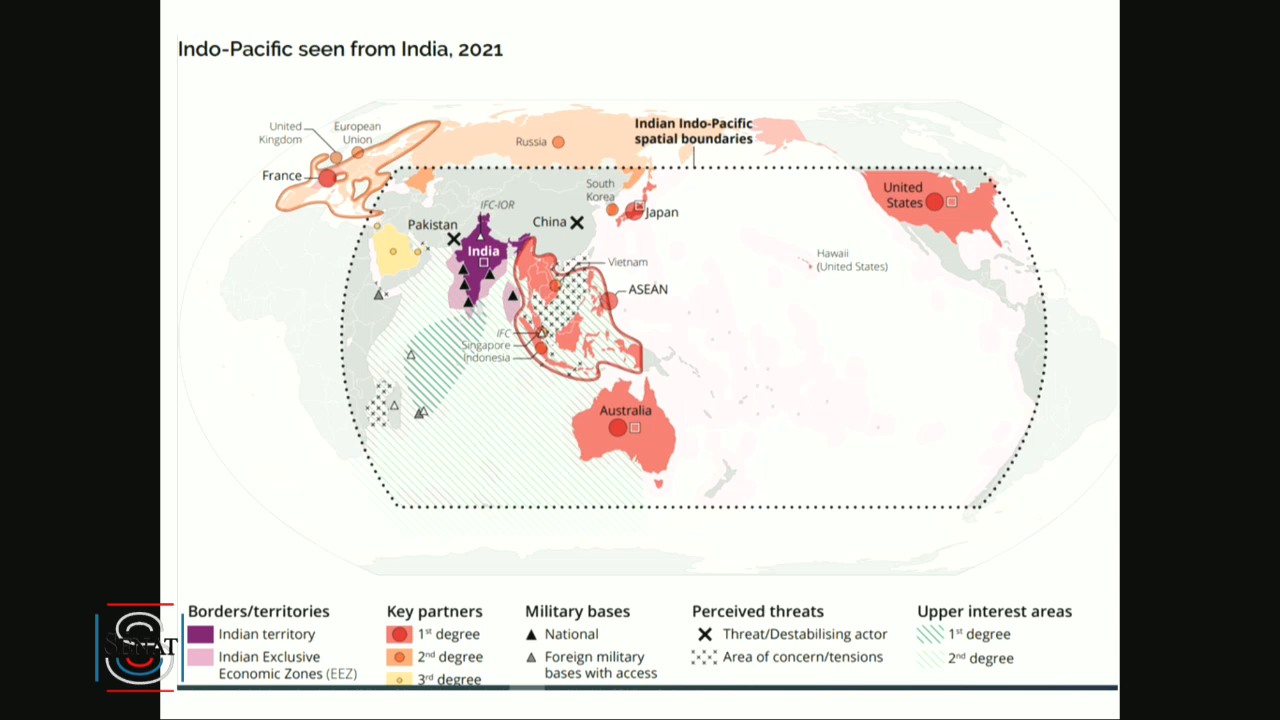 Indo-Pacific seen from India, 2021
United
Kingdom
European
Union
Russia
Indian Indo-Pacific
spatial boundaries
France
South
Korea
United
States
IFC-IOR
Japan
Pakistan
China
India
Hawaii
(United States)
Vietnam
ASEAN
IFC
Singapore
Indonesia
Australia
Borders/territories
Indian territory
Indian Exclusive
Economic Zones (EEZ)
Key partners
1st degree
2nd degree
3rd degree
Military bases
National
Foreign military
bases with access
Perceived threats
Threat/Destabilising actor
Area of concern/tensions
Upper interest areas
1st degree
2nd degree
SENAT